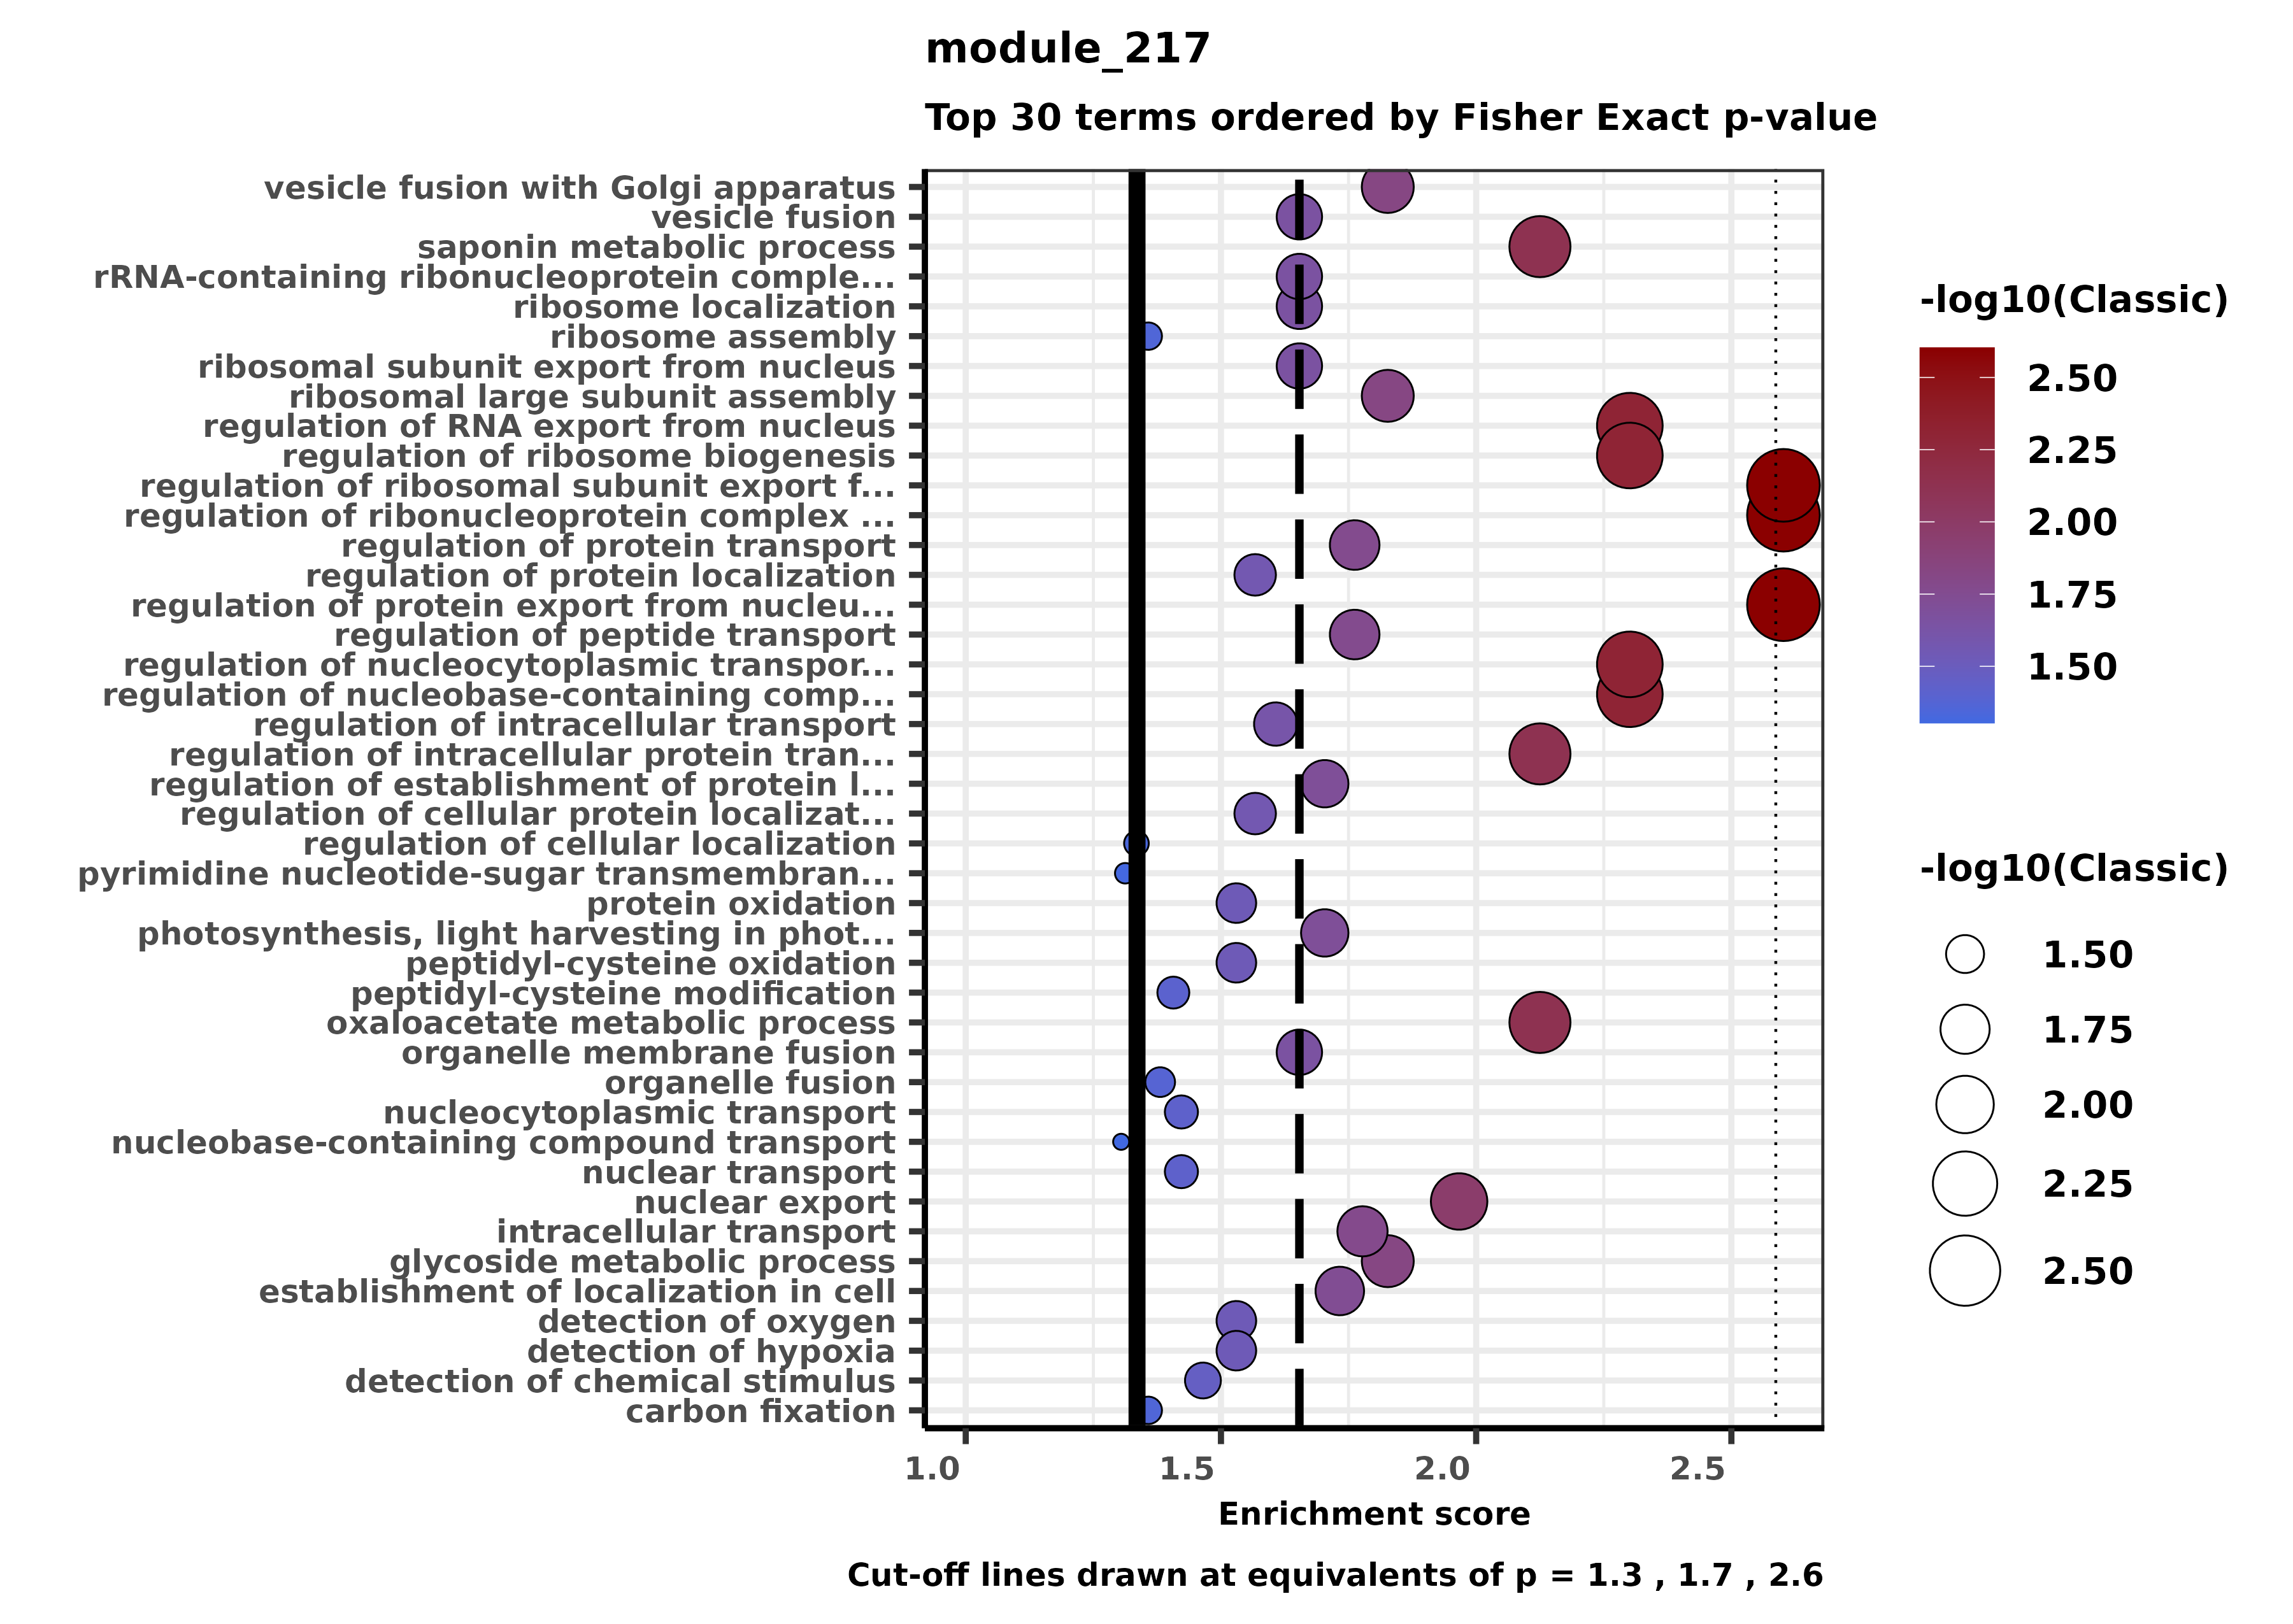 module_217
Top 30 terms ordered by Fisher Exact p-value
vesicle fusion with Golgi apparatus
vesicle fusion
saponin metabolic process
rRNA-containing ribonucleoprotein comple...
ribosome localization
ribosome assembly
ribosomal subunit export from nucleus
ribosomal large subunit assembly
regulation of RNA export from nucleus
regulation of ribosome biogenesis
regulation of ribosomal subunit export f...
regulation of ribonucleoprotein complex ...
regulation of protein transport
regulation of protein localization
regulation of protein export from nucleu...
regulation of peptide transport
regulation of nucleocytoplasmic transpor...
regulation of nucleobase-containing comp...
regulation of intracellular transport
regulation of intracellular protein tran...
regulation of establishment of protein l...
regulation of cellular protein localizat...
regulation of cellular localization
pyrimidine nucleotide-sugar transmembran...
protein oxidation
photosynthesis, light harvesting in phot...
peptidyl-cysteine oxidation
peptidyl-cysteine modification
oxaloacetate metabolic process
organelle membrane fusion
organelle fusion
nucleocytoplasmic transport
nucleobase-containing compound transport
nuclear transport
nuclear export
intracellular transport
glycoside metabolic process
establishment of localization in cell
detection of oxygen
detection of hypoxia
detection of chemical stimulus
carbon fixation
1.0 1.5 2.0 2.5
Enrichment score
Cut-off lines drawn at equivalents of p = 1.3 , 1.7 , 2.6
-log10(Classic)
2.50
2.25
2.00
1.75
1.50
-log10(Classic)
1.50
1.75
2.00
2.25
2.50